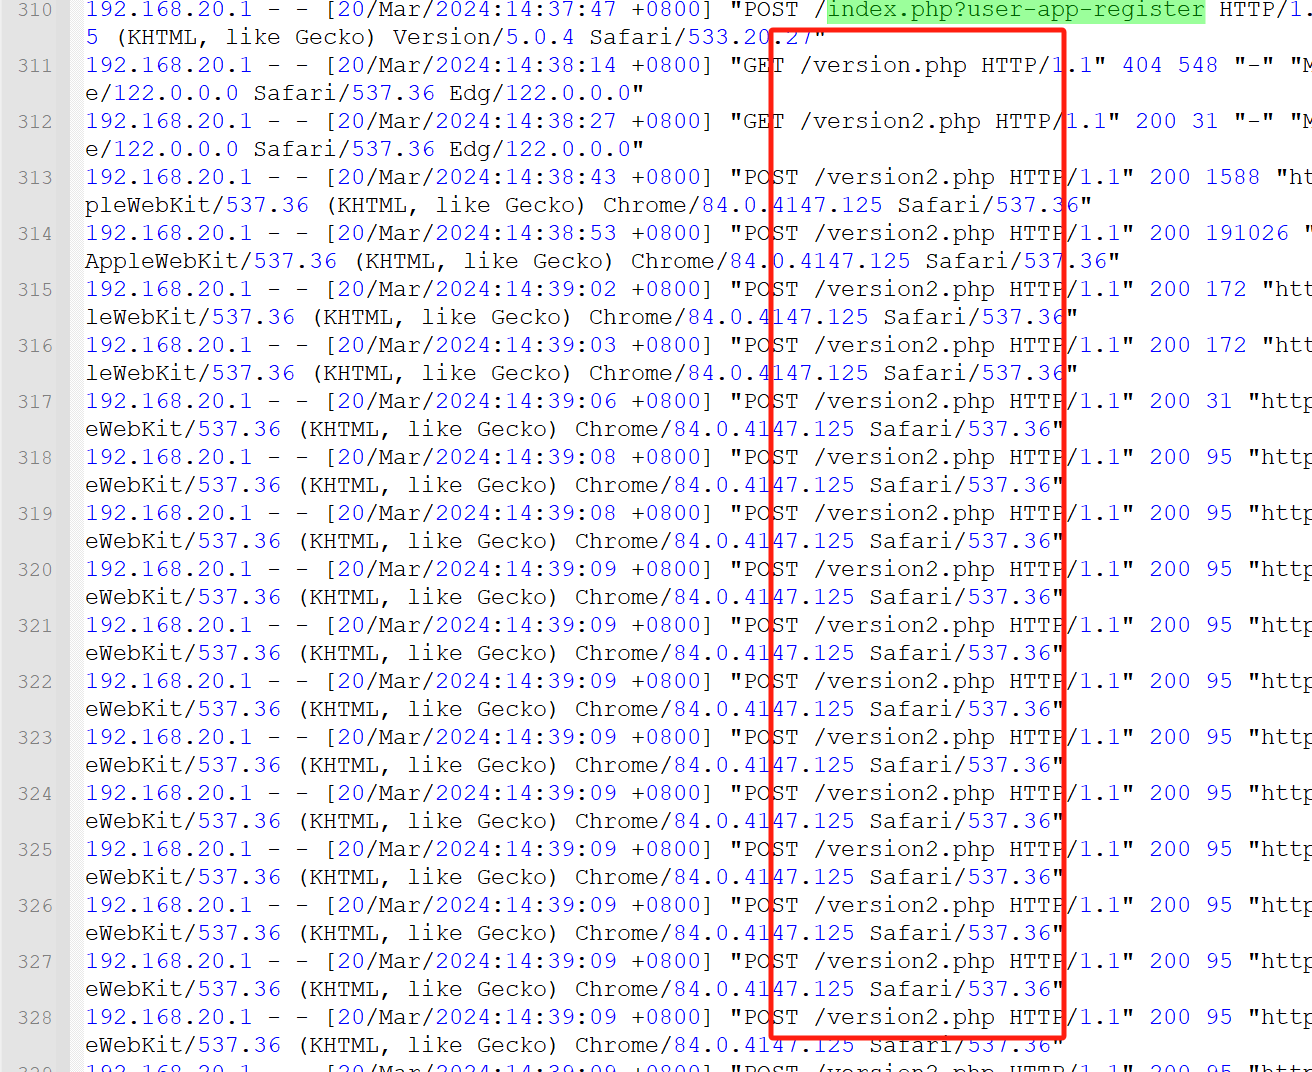 310 192.168.20.1 - - [20/Mar/2024:14:37:47 +0800] "POST /index.php?user-app-register HTTP/1.
5 (KHTML, like Gecko) Version/5.0.4 Safari/533.20.27"
311 192.168.20.1 - - [20/Mar/2024:14:38:14 +0800] "GET /version.php HTTP/1.1" 404 548 "-" "M
e/122.0.0.0 Safari/537.36 Edg/122.0.0.0"
312 192.168.20.1 - - [20/Mar/2024:14:38:27 +0800] "GET /version2.php HTTP/1.1" 200 31 "-" "M
e/122.0.0.0 Safari/537.36 Edg/122.0.0.0"
313 192.168.20.1 - - [20/Mar/2024:14:38:43 +0800] "POST /version2.php HTTP/1.1" 200 1588 "ht
pleWebKit/537.36 (KHTML, like Gecko) Chrome/84.0.4147.125 Safari/537.36"
314 192.168.20.1 - - [20/Mar/2024:14:38:53 +0800] "POST /version2.php HTTP/1.1" 200 191026 "
AppleWebKit/537.36 (KHTML, like Gecko) Chrome/84.0.4147.125 Safari/537.36"
315 192.168.20.1 - - [20/Mar/2024:14:39:02 +0800] "POST /version2.php HTTP/1.1" 200 172 "htt
leWebKit/537.36 (KHTML, like Gecko) Chrome/84.0.4147.125 Safari/537.36"
316 192.168.20.1 - - [20/Mar/2024:14:39:03 +0800] "POST /version2.php HTTP/1.1" 200 172 "htt
leWebKit/537.36 (KHTML, like Gecko) Chrome/84.0.4147.125 Safari/537.36"
317 192.168.20.1 - - [20/Mar/2024:14:39:06 +0800] "POST /version2.php HTTP/1.1" 200 31 "http
eWebKit/537.36 (KHTML, like Gecko) Chrome/84.0.4147.125 Safari/537.36"
318 192.168.20.1 - - [20/Mar/2024:14:39:08 +0800] "POST /version2.php HTTP/1.1" 200 95 "http
eWebKit/537.36 (KHTML, like Gecko) Chrome/84.0.4147.125 Safari/537.36"
319 192.168.20.1 - - [20/Mar/2024:14:39:08 +0800] "POST /version2.php HTTP/1.1" 200 95 "http
eWebKit/537.36 (KHTML, like Gecko) Chrome/84.0.4147.125 Safari/537.36"
320 192.168.20.1 - - [20/Mar/2024:14:39:09 +0800] "POST /version2.php HTTP/1.1" 200 95 "http
eWebKit/537.36 (KHTML, like Gecko) Chrome/84.0.4147.125 Safari/537.36"
321 192.168.20.1 - - [20/Mar/2024:14:39:09 +0800] "POST /version2.php HTTP/1.1" 200 95 "http
eWebKit/537.36 (KHTML, like Gecko) Chrome/84.0.4147.125 Safari/537.36"
322 192.168.20.1 - - [20/Mar/2024:14:39:09 +0800] "POST /version2.php HTTP/1.1" 200 95 "http
eWebKit/537.36 (KHTML, like Gecko) Chrome/84.0.4147.125 Safari/537.36"
323 192.168.20.1 - - [20/Mar/2024:14:39:09 +0800] "POST /version2.php HTTP/1.1" 200 95 "http
eWebKit/537.36 (KHTML, like Gecko) Chrome/84.0.4147.125 Safari/537.36"
324 192.168.20.1 - - [20/Mar/2024:14:39:09 +0800] "POST /version2.php HTTP/1.1" 200 95 "http
eWebKit/537.36 (KHTML, like Gecko) Chrome/84.0.4147.125 Safari/537.36"
325 192.168.20.1 - - [20/Mar/2024:14:39:09 +0800] "POST /version2.php HTTP/1.1" 200 95 "http
eWebKit/537.36 (KHTML, like Gecko) Chrome/84.0.4147.125 Safari/537.36"
326 192.168.20.1 - - [20/Mar/2024:14:39:09 +0800] "POST /version2.php HTTP/1.1" 200 95 "http
eWebKit/537.36 (KHTML, like Gecko) Chrome/84.0.4147.125 Safari/537.36"
327 192.168.20.1 - - [20/Mar/2024:14:39:09 +0800] "POST /version2.php HTTP/1.1" 200 95 "http
eWebKit/537.36 (KHTML, like Gecko) Chrome/84.0.4147.125 Safari/537.36"
328 192.168.20.1 - - [20/Mar/2024:14:39:09 +0800] "POST /version2.php HTTP/1.1" 200 95 "http
eWebKit/537.36 (KHTML, like Gecko) Chrome/84.0.4147.125 Safari/537.36"